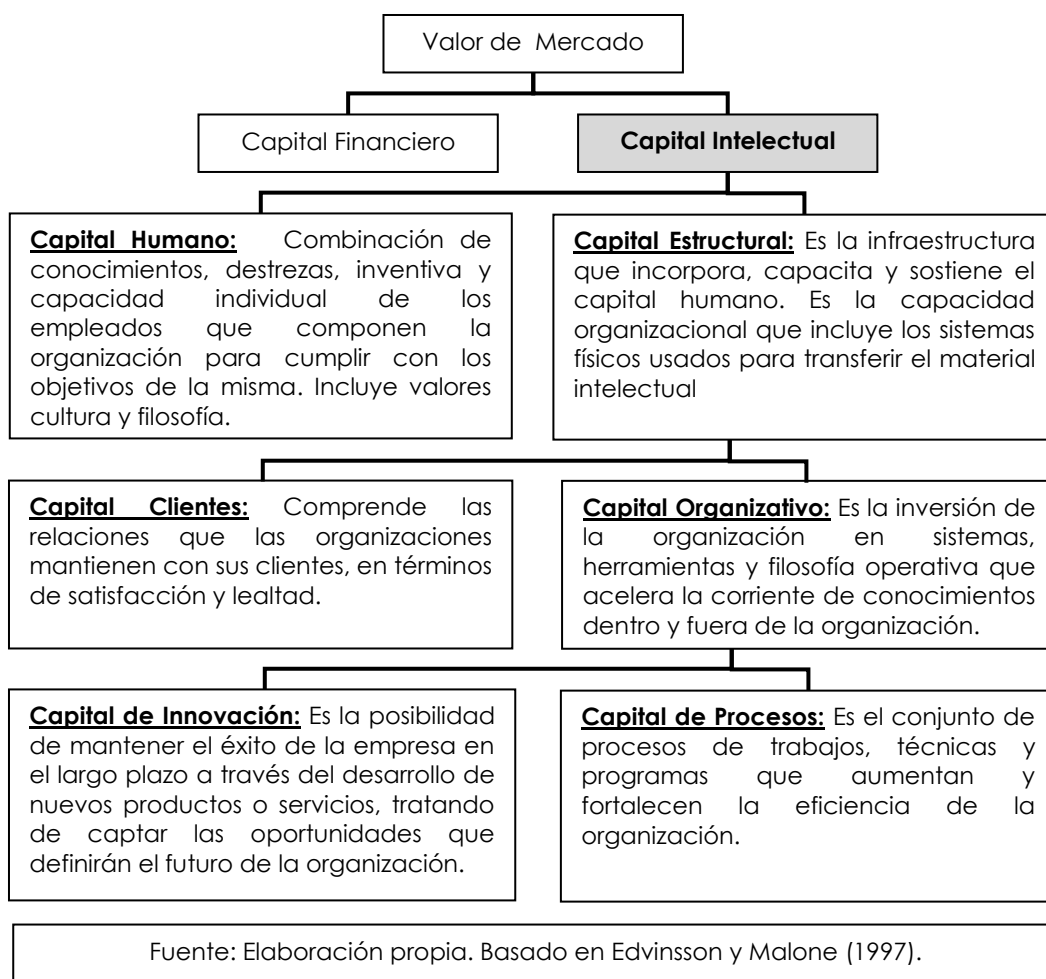 Valor de Mercado
Capital Financiero
Capital Intelectual
Capital Humano: Combinación de
conocimientos, destrezas, inventiva y
capacidad individual de los
empleados que componen la
organización para cumplir con los
objetivos de la misma. Incluye valores
cultura y filosofía.
Capital Estructural: Es la infraestructura
que incorpora, capacita y sostiene el
capital humano. Es la capacidad
organizacional que incluye los sistemas
físicos usados para transferir el material
intelectual
Capital Clientes: Comprende las
relaciones que las organizaciones
mantienen con sus clientes, en términos
de satisfacción y lealtad.
Capital Organizativo: Es la inversión de
la organización en sistemas,
herramientas y filosofía operativa que
acelera la corriente de conocimientos
dentro y fuera de la organización.
Capital de Innovación: Es la posibilidad
de mantener el éxito de la empresa en
el largo plazo a través del desarrollo de
nuevos productos o servicios, tratando
de captar las oportunidades que
definirán el futuro de la organización.
Capital de Procesos: Es el conjunto de
procesos de trabajos, técnicas y
programas que aumentan y
fortalecen la eficiencia de la
organización.
Fuente: Elaboración propia. Basado en Edvinsson y Malone (1997).